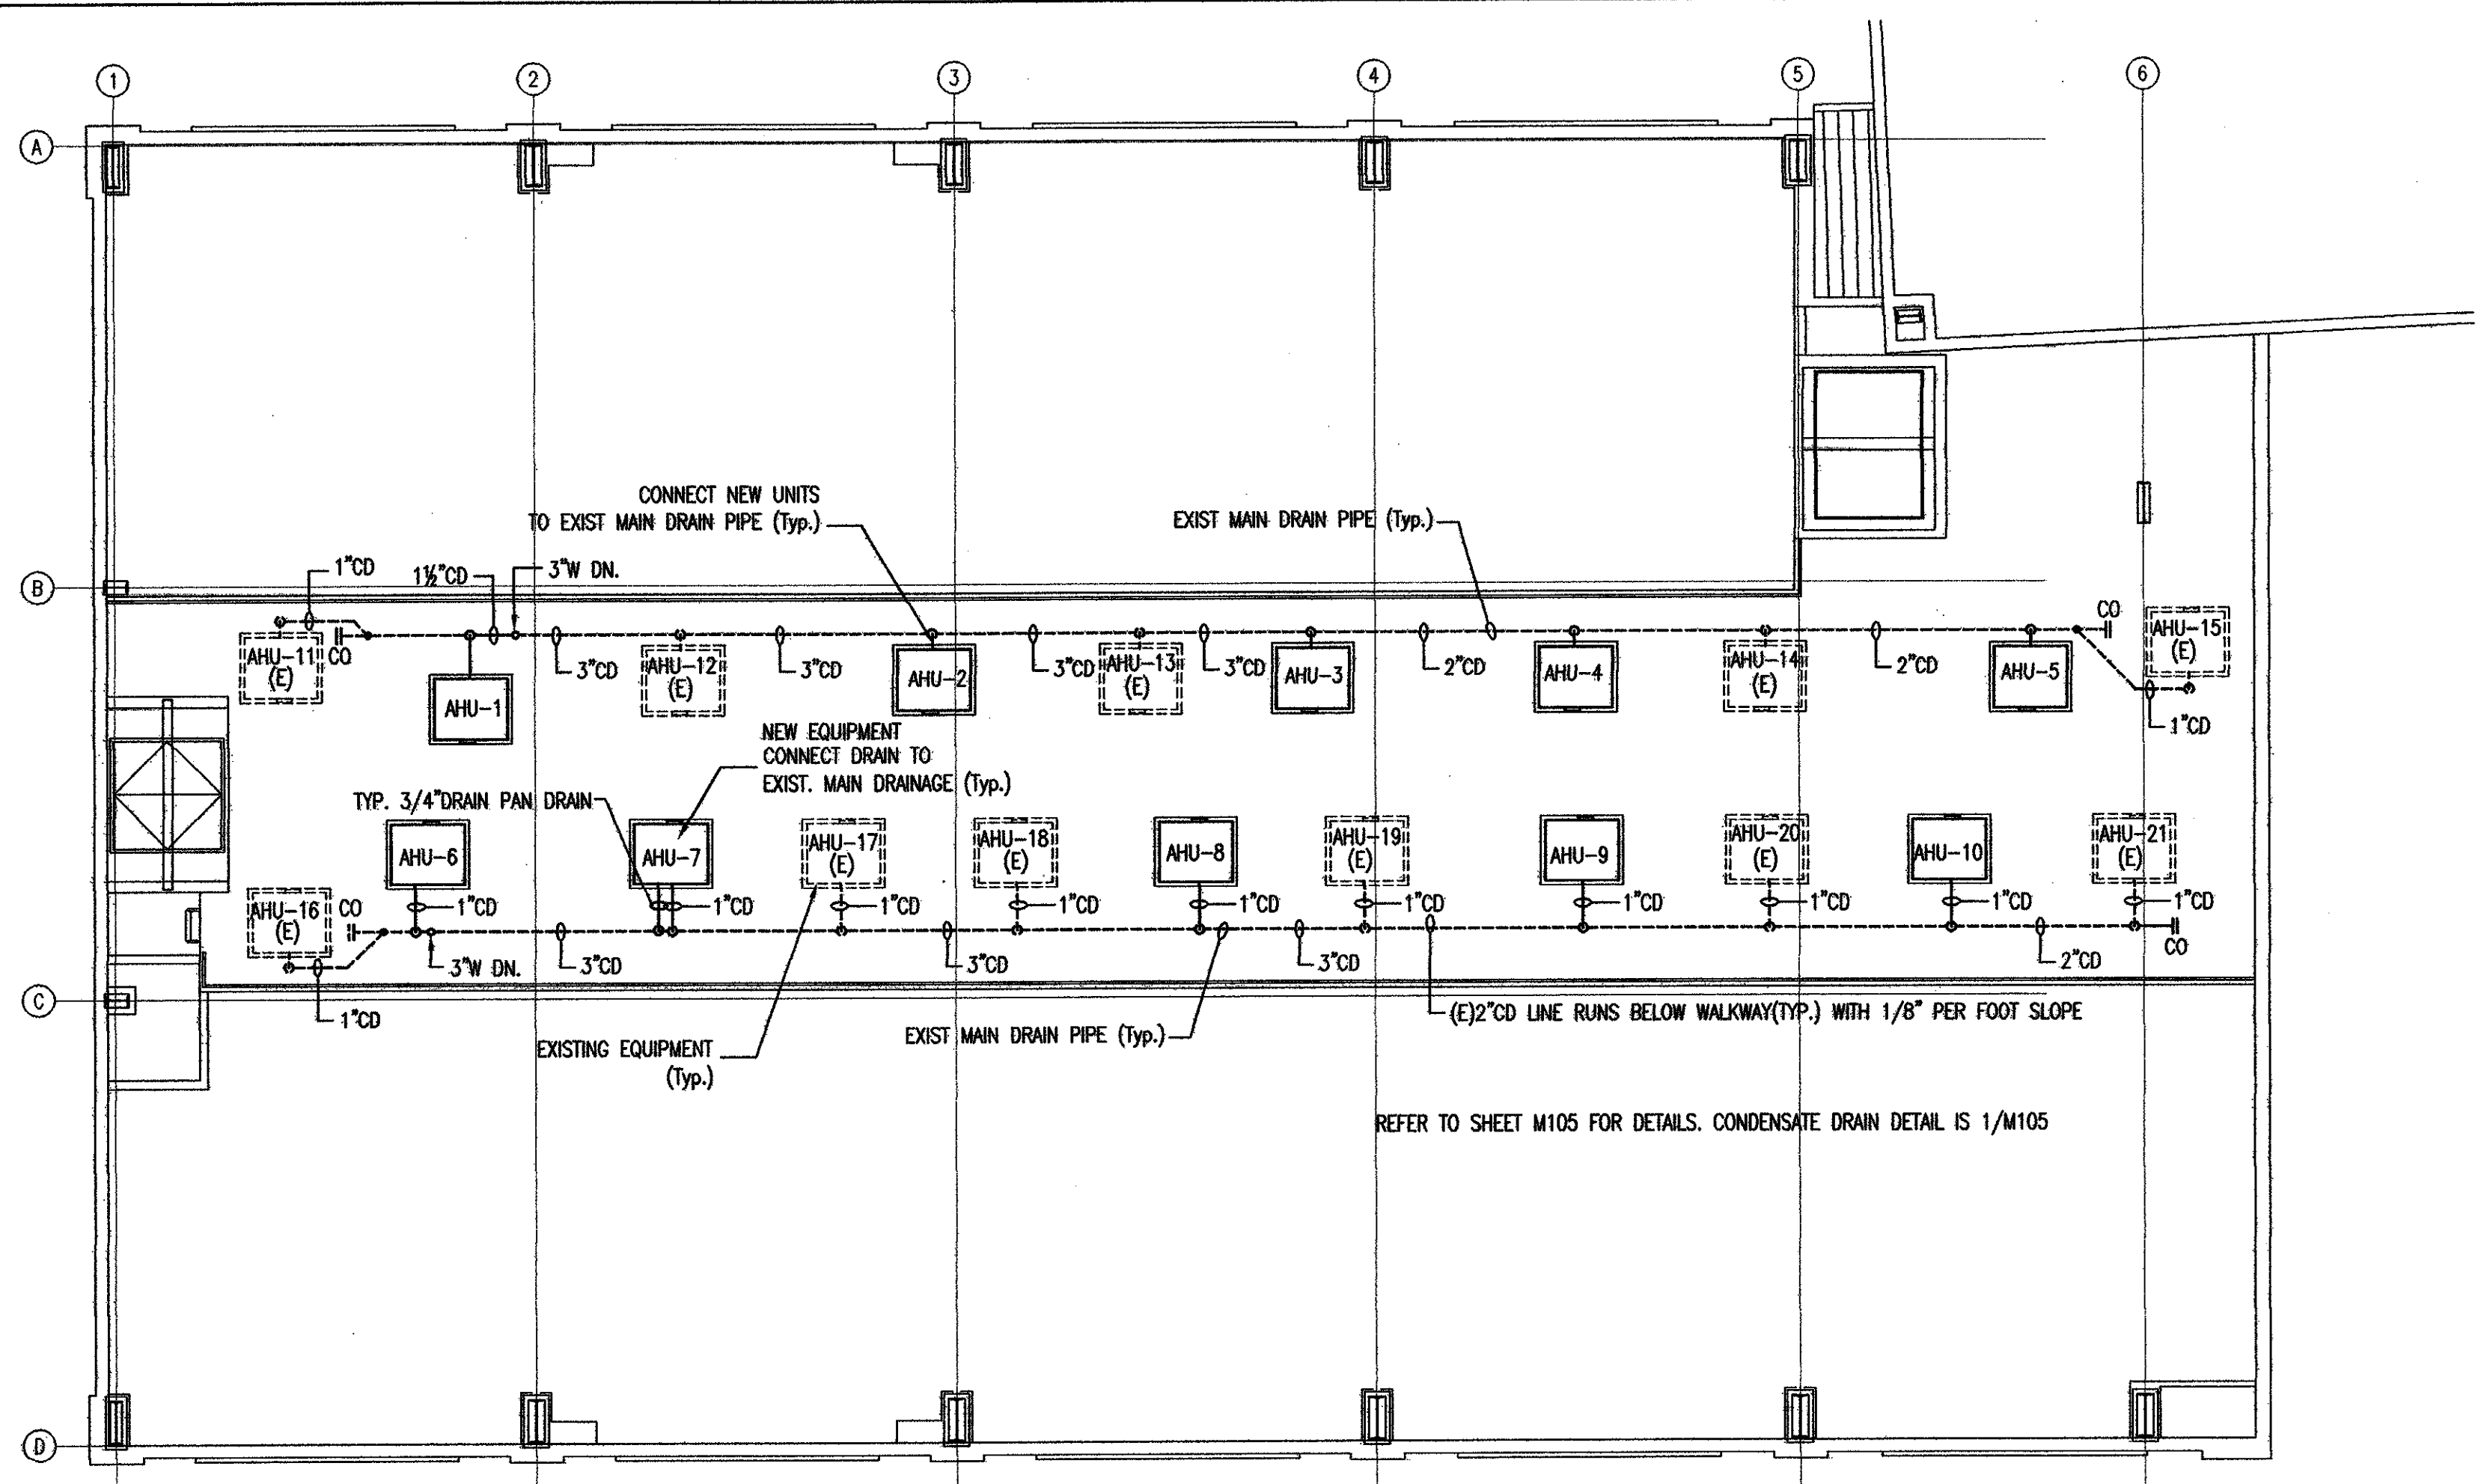 1
2
3
4
5
6
A
CONNECT NEW UNITS
TO EXIST MAIN DRAIN PIPE (Typ.)
EXIST MAIN DRAIN PIPE (Typ.)
B
1"CD
1½"CD
3"W DN.
CO
AHU-11
(E)
CO
3"CD
AHU-12
(E)
3"CD
AHU-2
3"CD
AHU-13
(E)
3"CD
AHU-3
2"CD
AHU-4
AHU-14
(E)
2"CD
AHU-5
AHU-15
(E)
1"CD
AHU-1
NEW EQUIPMENT
CONNECT DRAIN TO
EXIST. MAIN DRAINAGE (Typ.)
TYP. 3/4"DRAIN PAN DRAIN
AHU-6
AHU-7
AHU-17
(E)
AHU-18
(E)
AHU-8
AHU-19
(E)
AHU-9
AHU-20
(E)
AHU-10
AHU-21
(E)
AHU-16
(E)
CO
1"CD
1"CD
1"CD
1"CD
1"CD
1"CD
1"CD
1"CD
1"CD
1"CD
CO
3"W DN.
3"CD
3"CD
3"CD
2"CD
C
1"CD
(E)2"CD LINE RUNS BELOW WALKWAY(TYP.) WITH 1/8" PER FOOT SLOPE
EXISTING EQUIPMENT
(Typ.)
EXIST MAIN DRAIN PIPE (Typ.)
REFER TO SHEET M105 FOR DETAILS. CONDENSATE DRAIN DETAIL IS 1/M105
D